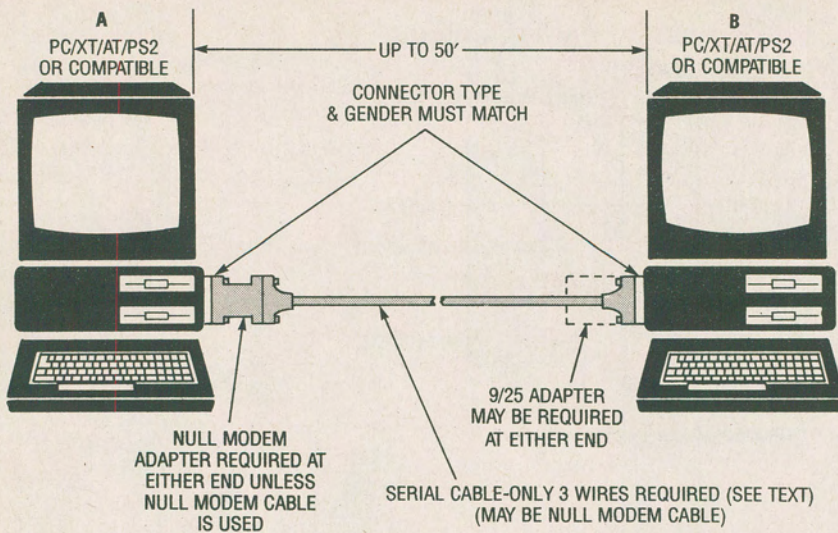 A
PC/XT/AT/PS2
OR COMPATIBLE
UP TO 50′
B
PC/XT/AT/PS2
OR COMPATIBLE
CONNECTOR TYPE
& GENDER MUST MATCH
NULL MODEM
ADAPTER REQUIRED AT
EITHER END UNLESS
NULL MODEM CABLE
IS USED
9/25 ADAPTER
MAY BE REQUIRED
AT EITHER END
SERIAL CABLE-ONLY 3 WIRES REQUIRED (SEE TEXT)
(MAY BE NULL MODEM CABLE)